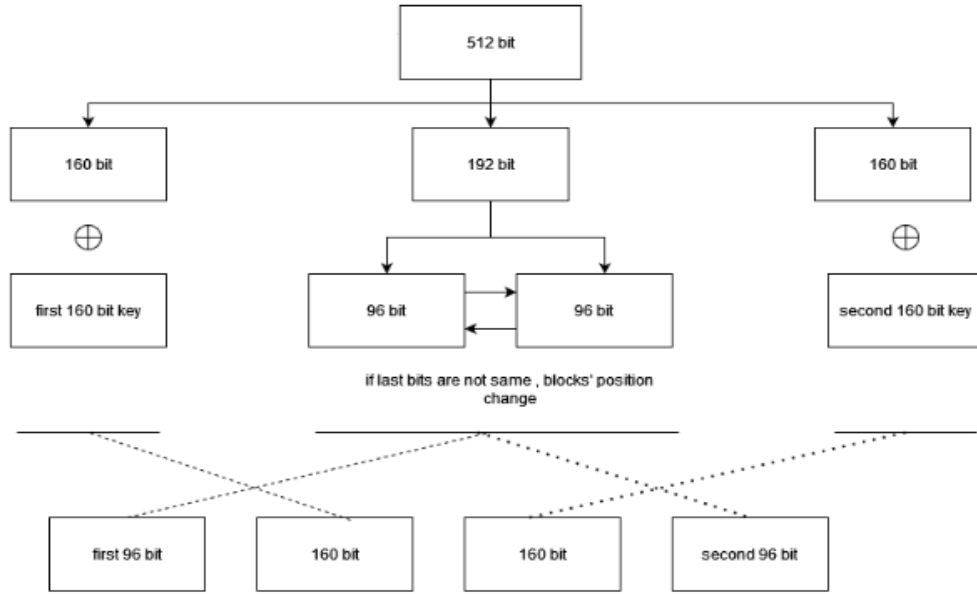 512 bit
160 bit
192 bit
160 bit
first 160 bit key
96 bit
96 bit
second 160 bit key
if last bits are not same , blocks' position
change
first 96 bit
160 bit
160 bit
second 96 bit